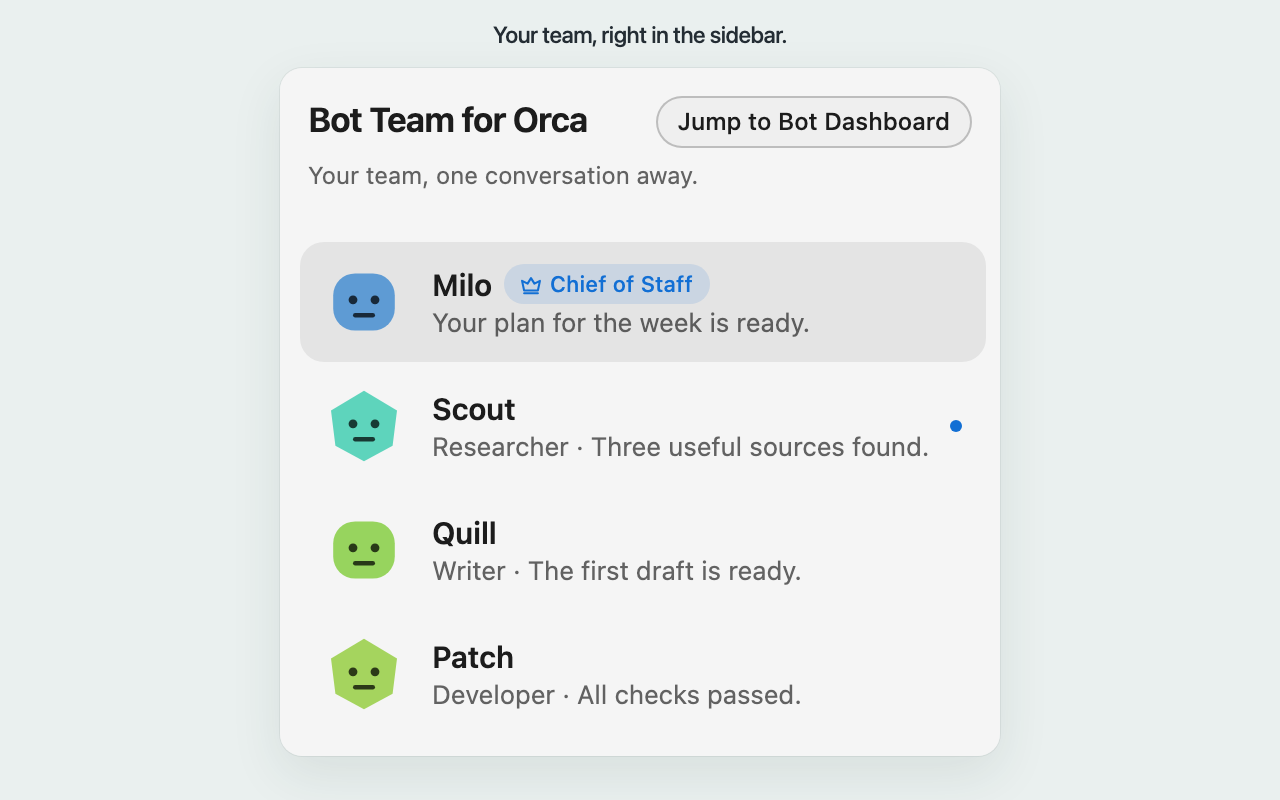 Your team, right in the sidebar.
Bot Team for Orca
Jump to Bot Dashboard
Your team, one conversation away.
Milo
Chief of Staff
Your plan for the week is ready.
Scout
Researcher · Three useful sources found.
Quill
Writer · The first draft is ready.
Patch
Developer · All checks passed.